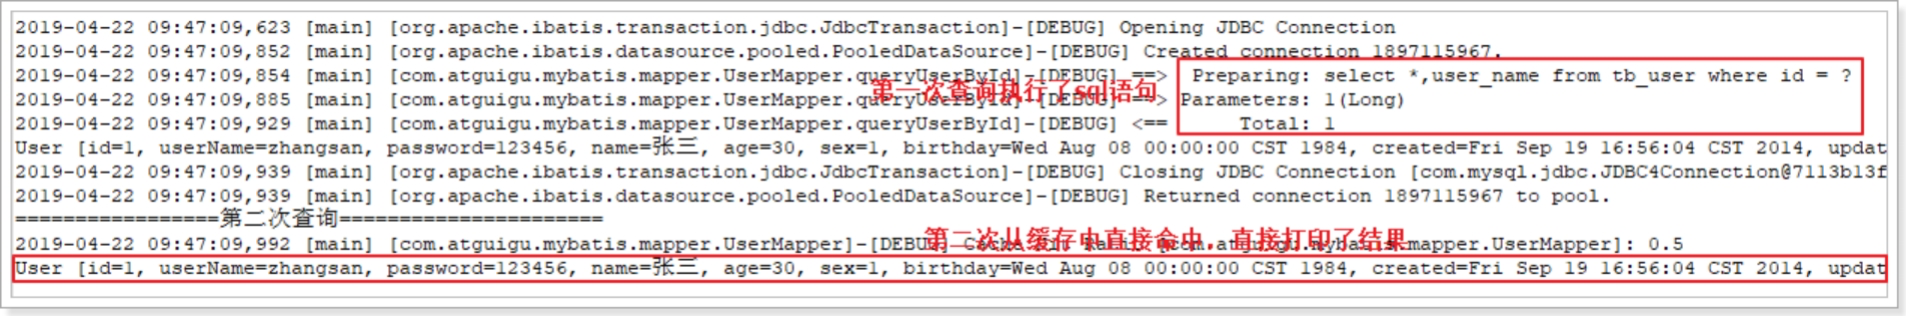 2019-04-22 09:47:09,623 [main] [org.apache.ibatis.transaction.jdbc.JdbcTransaction]-[DEBUG] Opening JDBC Connection
2019-04-22 09:47:09,852 [main] [org.apache.ibatis.datasource.pooled.PooledDataSource]-[DEBUG] Created connection 1897115967.
2019-04-22 09:47:09,854 [main] [com.atguigu.mybatis.mapper.UserMapper.queryUserById]-[DEBUG] ==>  Preparing: select *,user_name from tb_user where id = ?
第一次查询执行了sql语句
2019-04-22 09:47:09,885 [main] [com.atguigu.mybatis.mapper.UserMapper.queryUserById]-[DEBUG] ==> Parameters: 1(Long)
2019-04-22 09:47:09,929 [main] [com.atguigu.mybatis.mapper.UserMapper.queryUserById]-[DEBUG] <==      Total: 1
User [id=1, userName=zhangsan, password=123456, name=张三, age=30, sex=1, birthday=Wed Aug 08 00:00:00 CST 1984, created=Fri Sep 19 16:56:04 CST 2014, updat
2019-04-22 09:47:09,939 [main] [org.apache.ibatis.transaction.jdbc.JdbcTransaction]-[DEBUG] Closing JDBC Connection [com.mysql.jdbc.JDBC4Connection@7113b13f
2019-04-22 09:47:09,939 [main] [org.apache.ibatis.datasource.pooled.PooledDataSource]-[DEBUG] Returned connection 1897115967 to pool.
=================第二次查询======================
第二次从缓存中直接命中，直接打印了结果
2019-04-22 09:47:09,992 [main] [com.atguigu.mybatis.mapper.UserMapper]-[DEBUG] Cache Hit Ratio [com.atguigu.mybatis.mapper.UserMapper]: 0.5
User [id=1, userName=zhangsan, password=123456, name=张三, age=30, sex=1, birthday=Wed Aug 08 00:00:00 CST 1984, created=Fri Sep 19 16:56:04 CST 2014, updat